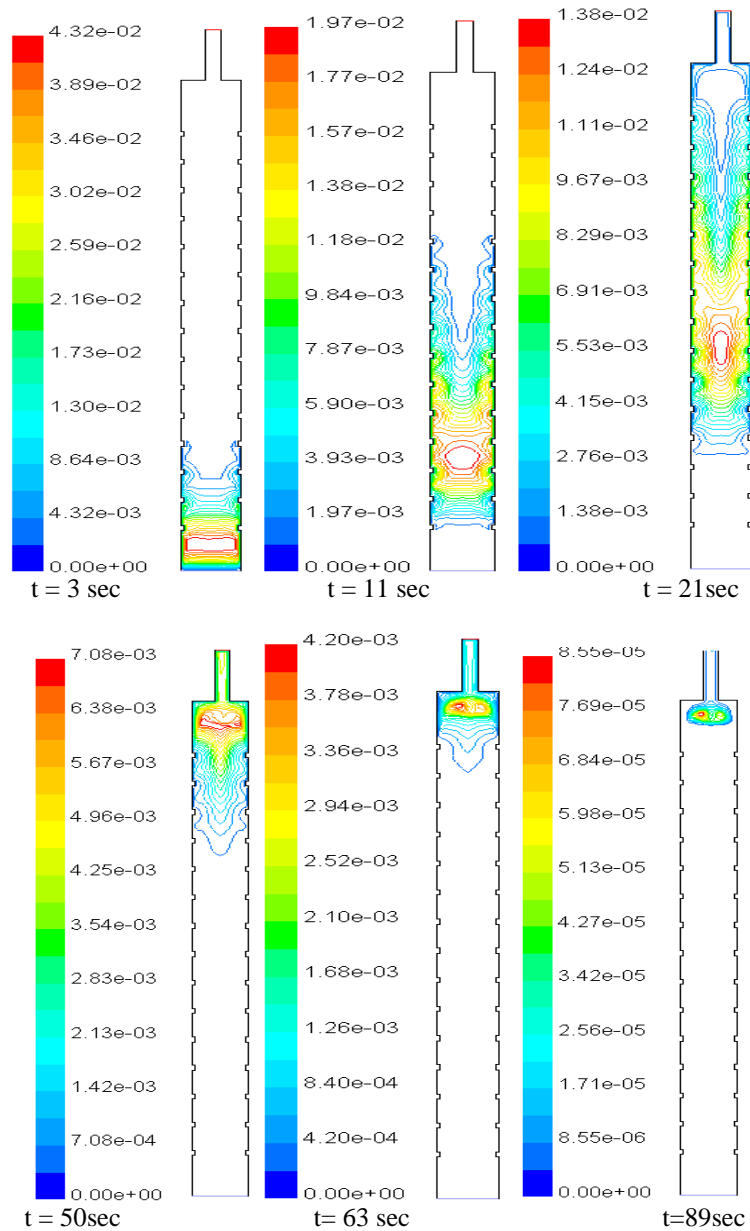 4.32e-02
3.89e-02
3.46e-02
3.02e-02
2.59e-02
2.16e-02
1.73e-02
1.30e-02
8.64e-03
4.32e-03
0.00e+00
t = 3 sec
1.97e-02
1.77e-02
1.57e-02
1.38e-02
1.18e-02
9.84e-03
7.87e-03
5.90e-03
3.93e-03
1.97e-03
0.00e+00
t = 11 sec
1.38e-02
1.24e-02
1.11e-02
9.67e-03
8.29e-03
6.91e-03
5.53e-03
4.15e-03
2.76e-03
1.38e-03
0.00e+00
t = 21sec
7.08e-03
6.38e-03
5.67e-03
4.96e-03
4.25e-03
3.54e-03
2.83e-03
2.13e-03
1.42e-03
7.08e-04
0.00e+00
t = 50sec
4.20e-03
3.78e-03
3.36e-03
2.94e-03
2.52e-03
2.10e-03
1.68e-03
1.26e-03
8.40e-04
4.20e-04
0.00e+00
t= 63 sec
8.55e-05
7.69e-05
6.84e-05
5.98e-05
5.13e-05
4.27e-05
3.42e-05
2.56e-05
1.71e-05
8.55e-06
0.00e+00
t=89sec